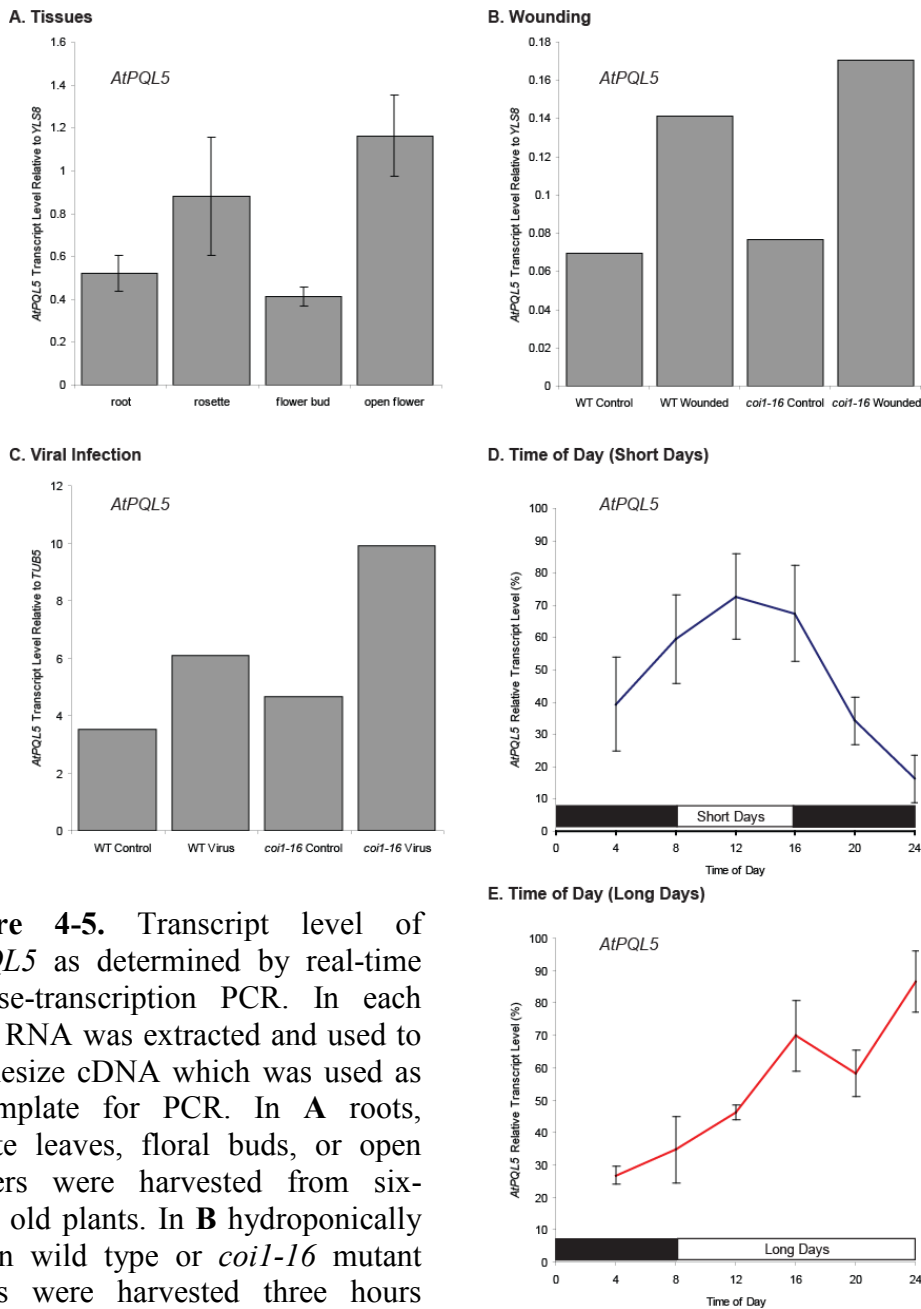 A. Tissues
AtPQL5
AtPQL5 Transcript Level Relative to YLS8
1.6
1.4
1.2
1
0.8
0.6
0.4
0.2
0
root rosette flower bud open flower
B. Wounding
AtPQL5
AtPQL5 Transcript Level Relative to YLS8
0.18
0.16
0.14
0.12
0.1
0.08
0.06
0.04
0.02
0
WT Control WT Wounded coi1-16 Control coi1-16 Wounded
C. Viral Infection
AtPQL5
AtPQL5 Transcript Level Relative to TUB5
12
10
8
6
4
2
0
WT Control WT Virus coi1-16 Control coi1-16 Virus
D. Time of Day (Short Days)
AtPQL5
AtPQL5 Relative Transcript Level (%)
100
90
80
70
60
50
40
30
20
10
0
Short Days
0 4 8 12 16 20 24
Time of Day
E. Time of Day (Long Days)
AtPQL5
AtPQL5 Relative Transcript Level (%)
100
90
80
70
60
50
40
30
20
10
0
Long Days
0 4 8 12 16 20 24
Time of Day
re 4-5. Transcript level of
QL5 as determined by real-time
se-transcription PCR. In each
RNA was extracted and used to
esize cDNA which was used as
mplate for PCR. In A roots,
te leaves, floral buds, or open
ers were harvested from six-
old plants. In B hydroponically
n wild type or coi1-16 mutant
s were harvested three hours